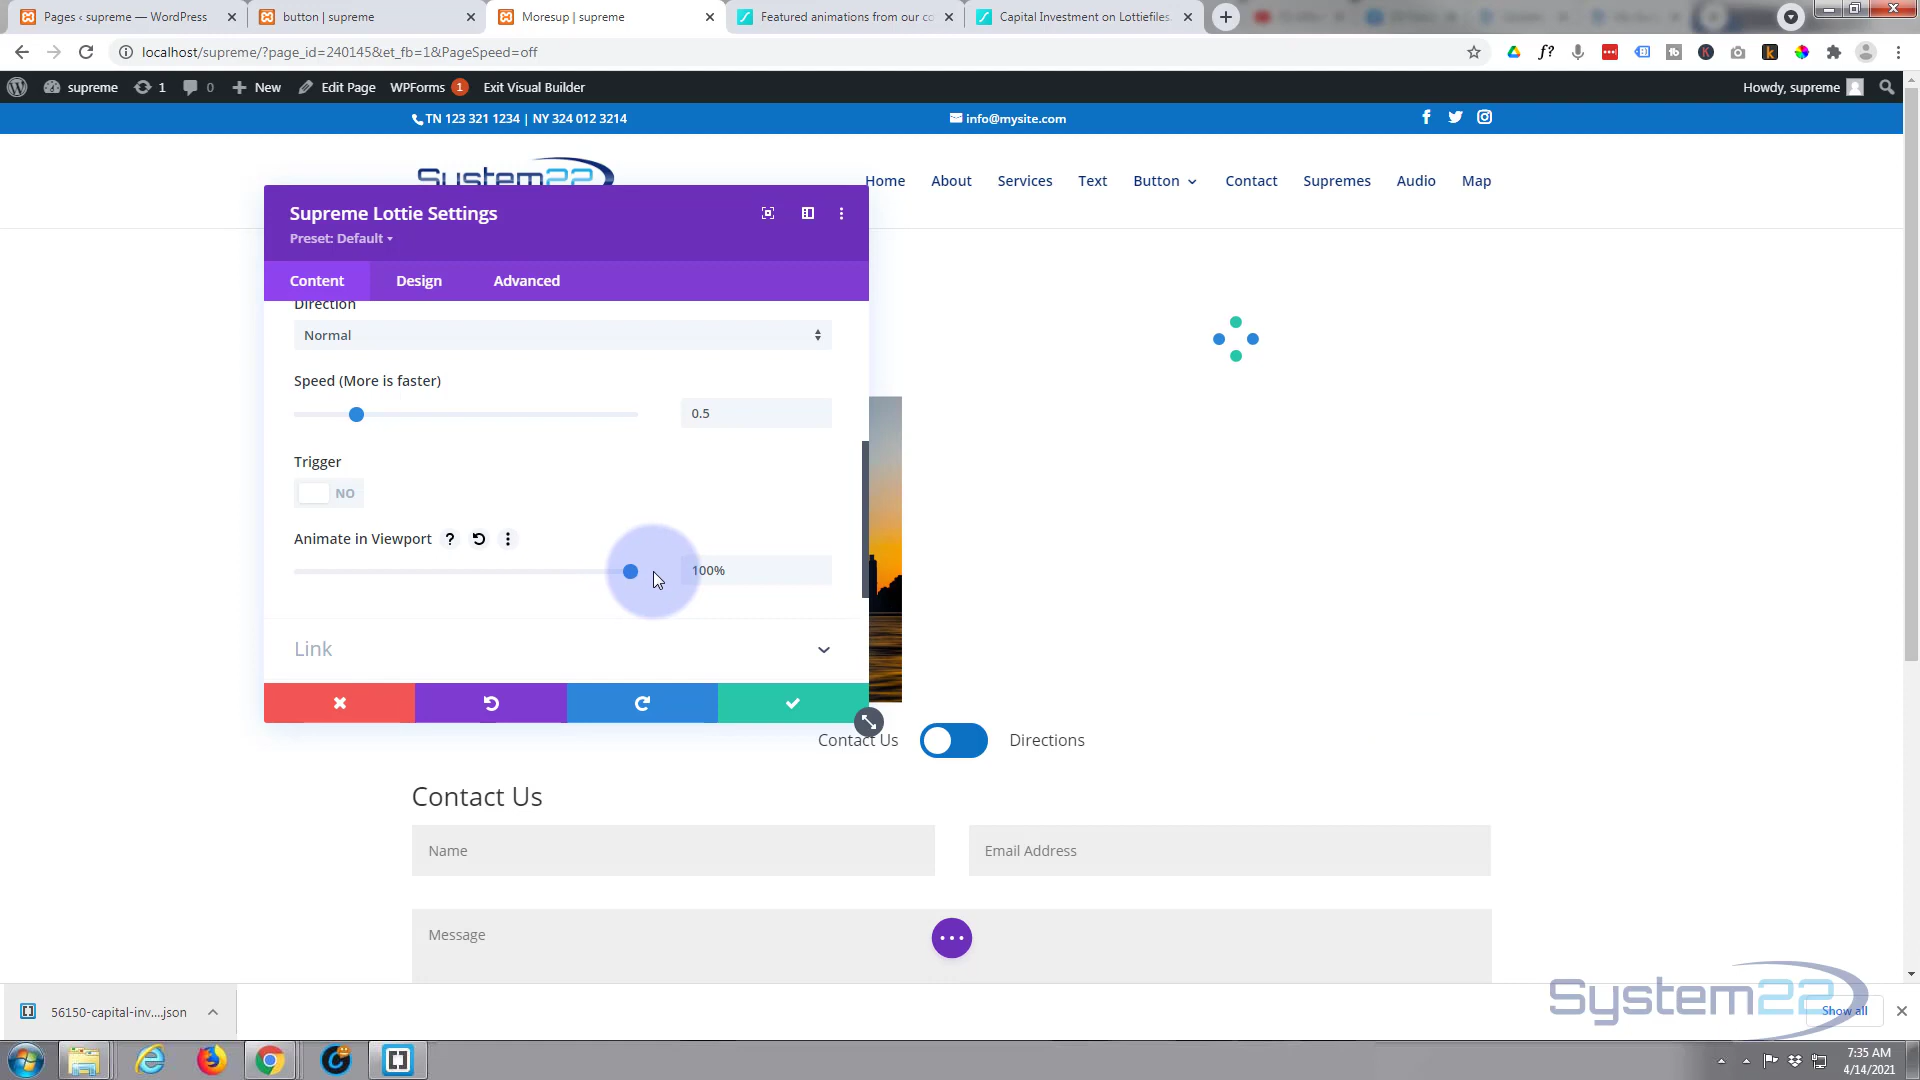 Pages ‹ supreme — WordPress
button | supreme
Moresup | supreme
Featured animations from our co
Capital Investment on Lottiefiles.
localhost/supreme/?page_id=240145&et_fb=1&PageSpeed=off
supreme
1
0
New
Edit Page
WPForms 1
Exit Visual Builder
Howdy, supreme
TN 123 321 1234 | NY 324 012 3214
info@mysite.com
System22
Home
About
Services
Text
Button
Contact
Supremes
Audio
Map
Supreme Lottie Settings
Preset: Default
Content
Design
Advanced
Direction
Normal
Speed (More is faster)
0.5
Trigger
NO
Animate in Viewport
100%
Link
Contact Us
Directions
Contact Us
Name
Email Address
Message
56150-capital-inv....json
System22
Show all
7:35 AM
4/14/2021